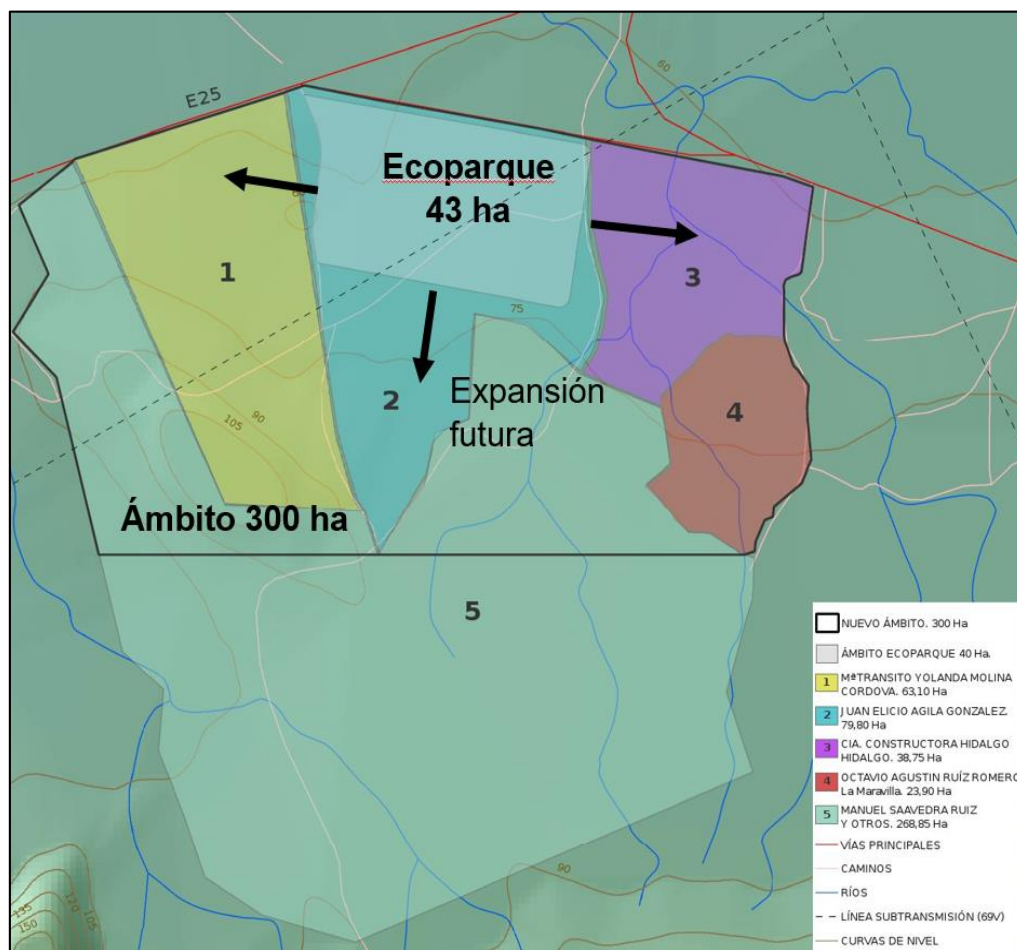 60
E25
Ecoparque
43 ha
1
3
75
2
Expansión
futura
4
90
105
Ámbito 300 ha
5
NUEVO ÁMBITO. 300 Ha
ÁMBITO ECOPARQUE 40 Ha.
1 MªTRANSITO YOLANDA MOLINA
CORDOVA. 63,10 Ha
2 JUAN ELICIO AGILA GONZALEZ.
79,80 Ha
3 CIA. CONSTRUCTORA HIDALGO
HIDALGO. 38,75 Ha
4 OCTAVIO AGUSTIN RUÍZ ROMERO
La Maravilla. 23,90 Ha
5 MANUEL SAAVEDRA RUIZ
Y OTROS. 268,85 Ha
VÍAS PRINCIPALES
CAMINOS
RÍOS
LÍNEA SUBTRANSMISIÓN (69V)
CURVAS DE NIVEL
90
135
120
105
150